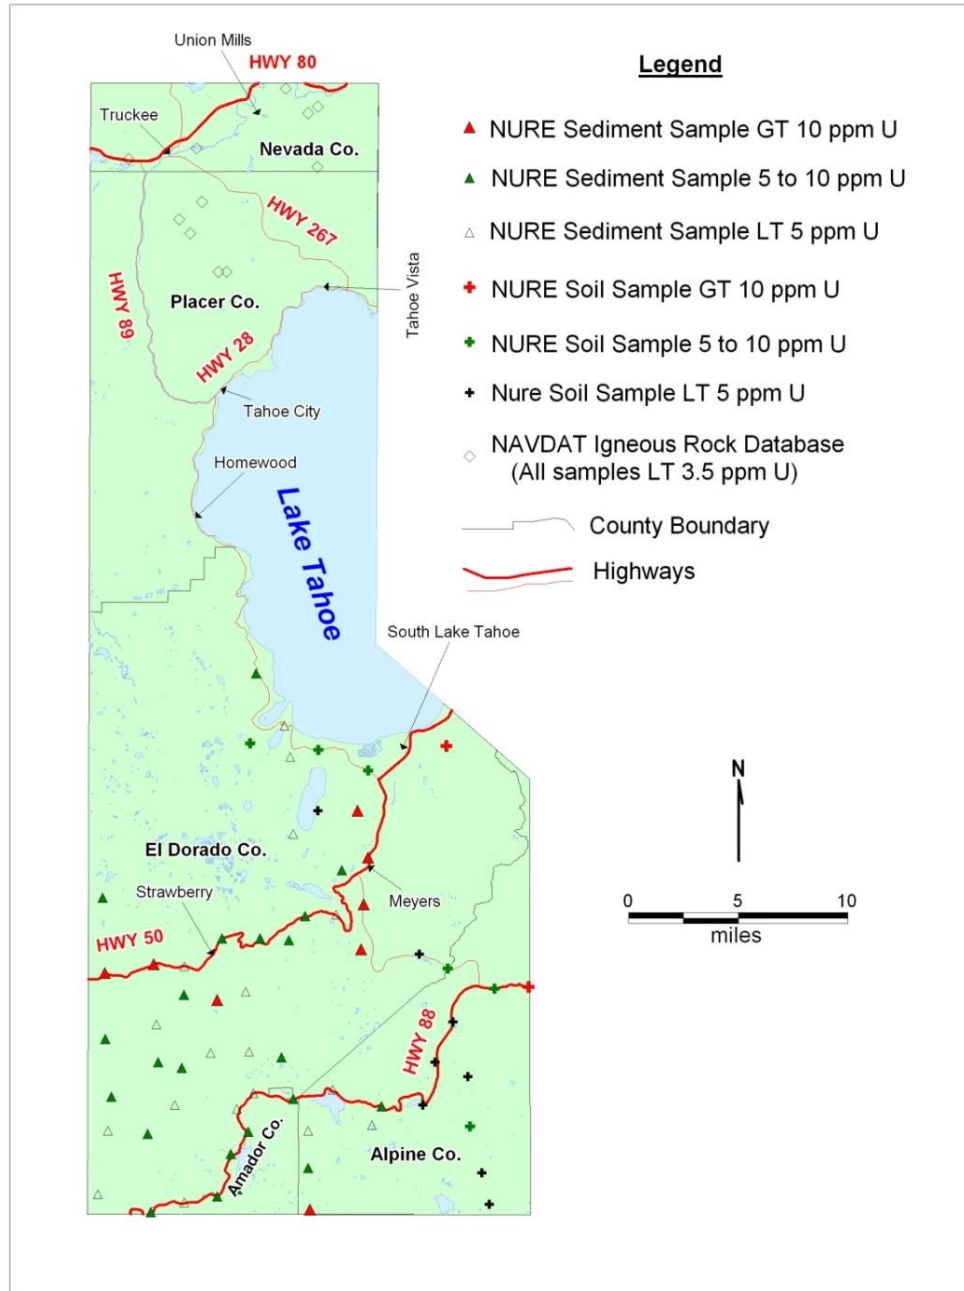 Union Mills
HWY 80
Truckee
Nevada Co.
HWY 267
HWY 89
Placer Co.
Tahoe Vista
HWY 28
Tahoe City
Homewood
Lake Tahoe
South Lake Tahoe
El Dorado Co.
Strawberry
Meyers
HWY 50
HWY 88
Amador Co.
Alpine Co.
Legend
NURE Sediment Sample GT 10 ppm U
NURE Sediment Sample 5 to 10 ppm U
NURE Sediment Sample LT 5 ppm U
NURE Soil Sample GT 10 ppm U
NURE Soil Sample 5 to 10 ppm U
Nure Soil Sample LT 5 ppm U
NAVDAT Igneous Rock Database
(All samples LT 3.5 ppm U)
County Boundary
Highways
N
0 5 10
miles